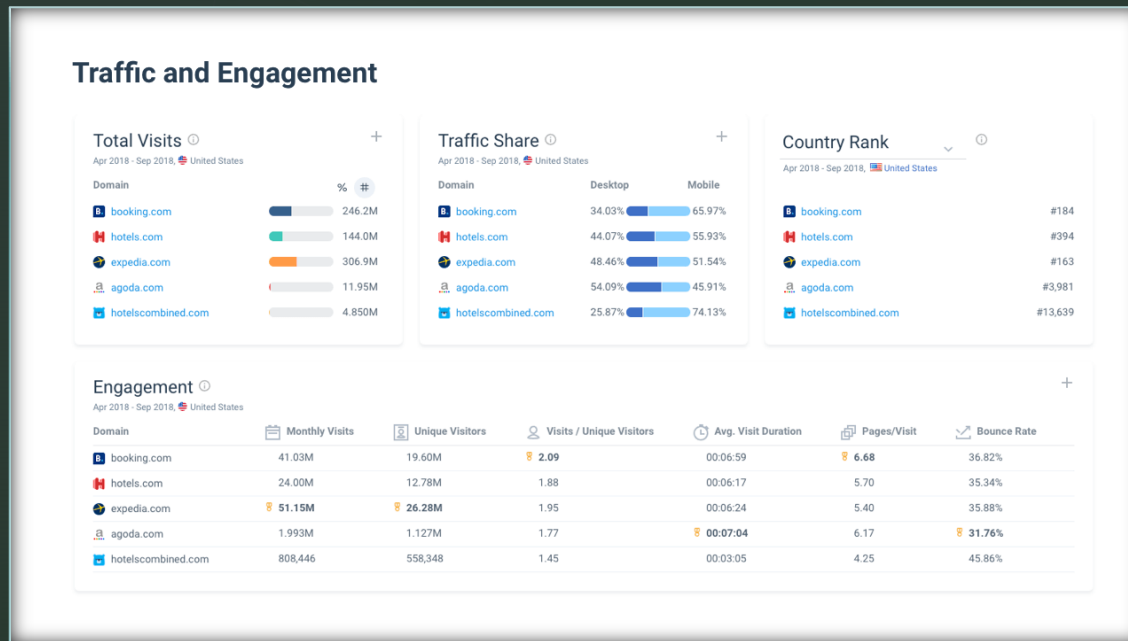 Traffic and Engagement
Total Visits
Apr 2018 - Sep 2018, United States
Domain % #
booking.com 246.2M
hotels.com 144.0M
expedia.com 306.9M
agoda.com 11.95M
hotelscombined.com 4.850M
Traffic Share
Apr 2018 - Sep 2018, United States
Domain Desktop Mobile
booking.com 34.03% 65.97%
hotels.com 44.07% 55.93%
expedia.com 48.46% 51.54%
agoda.com 54.09% 45.91%
hotelscombined.com 25.87% 74.13%
Country Rank
Apr 2018 - Sep 2018, United States
booking.com #184
hotels.com #394
expedia.com #163
agoda.com #3,981
hotelscombined.com #13,639
Engagement
Apr 2018 - Sep 2018, United States
Domain Monthly Visits Unique Visitors Visits / Unique Visitors Avg. Visit Duration Pages/Visit Bounce Rate
booking.com 41.03M 19.60M 2.09 00:06:59 6.68 36.82%
hotels.com 24.00M 12.78M 1.88 00:06:17 5.70 35.34%
expedia.com 51.15M 26.28M 1.95 00:06:24 5.40 35.88%
agoda.com 1.993M 1.127M 1.77 00:07:04 6.17 31.76%
hotelscombined.com 808,446 558,348 1.45 00:03:05 4.25 45.86%